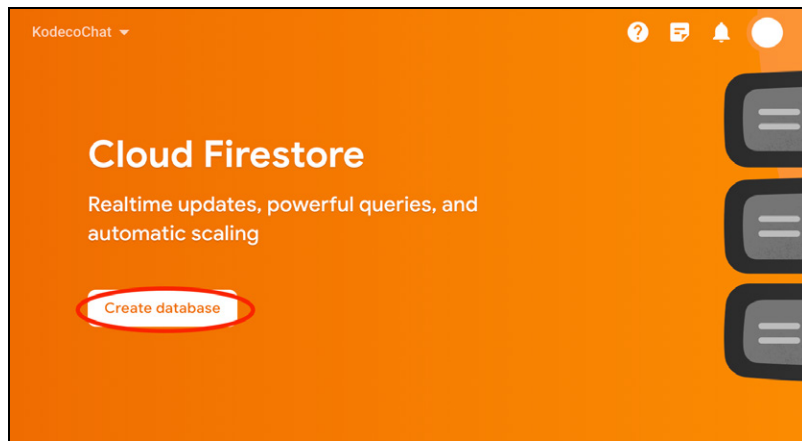 KodecoChat
Cloud Firestore
Realtime updates, powerful queries, and
automatic scaling
Create database